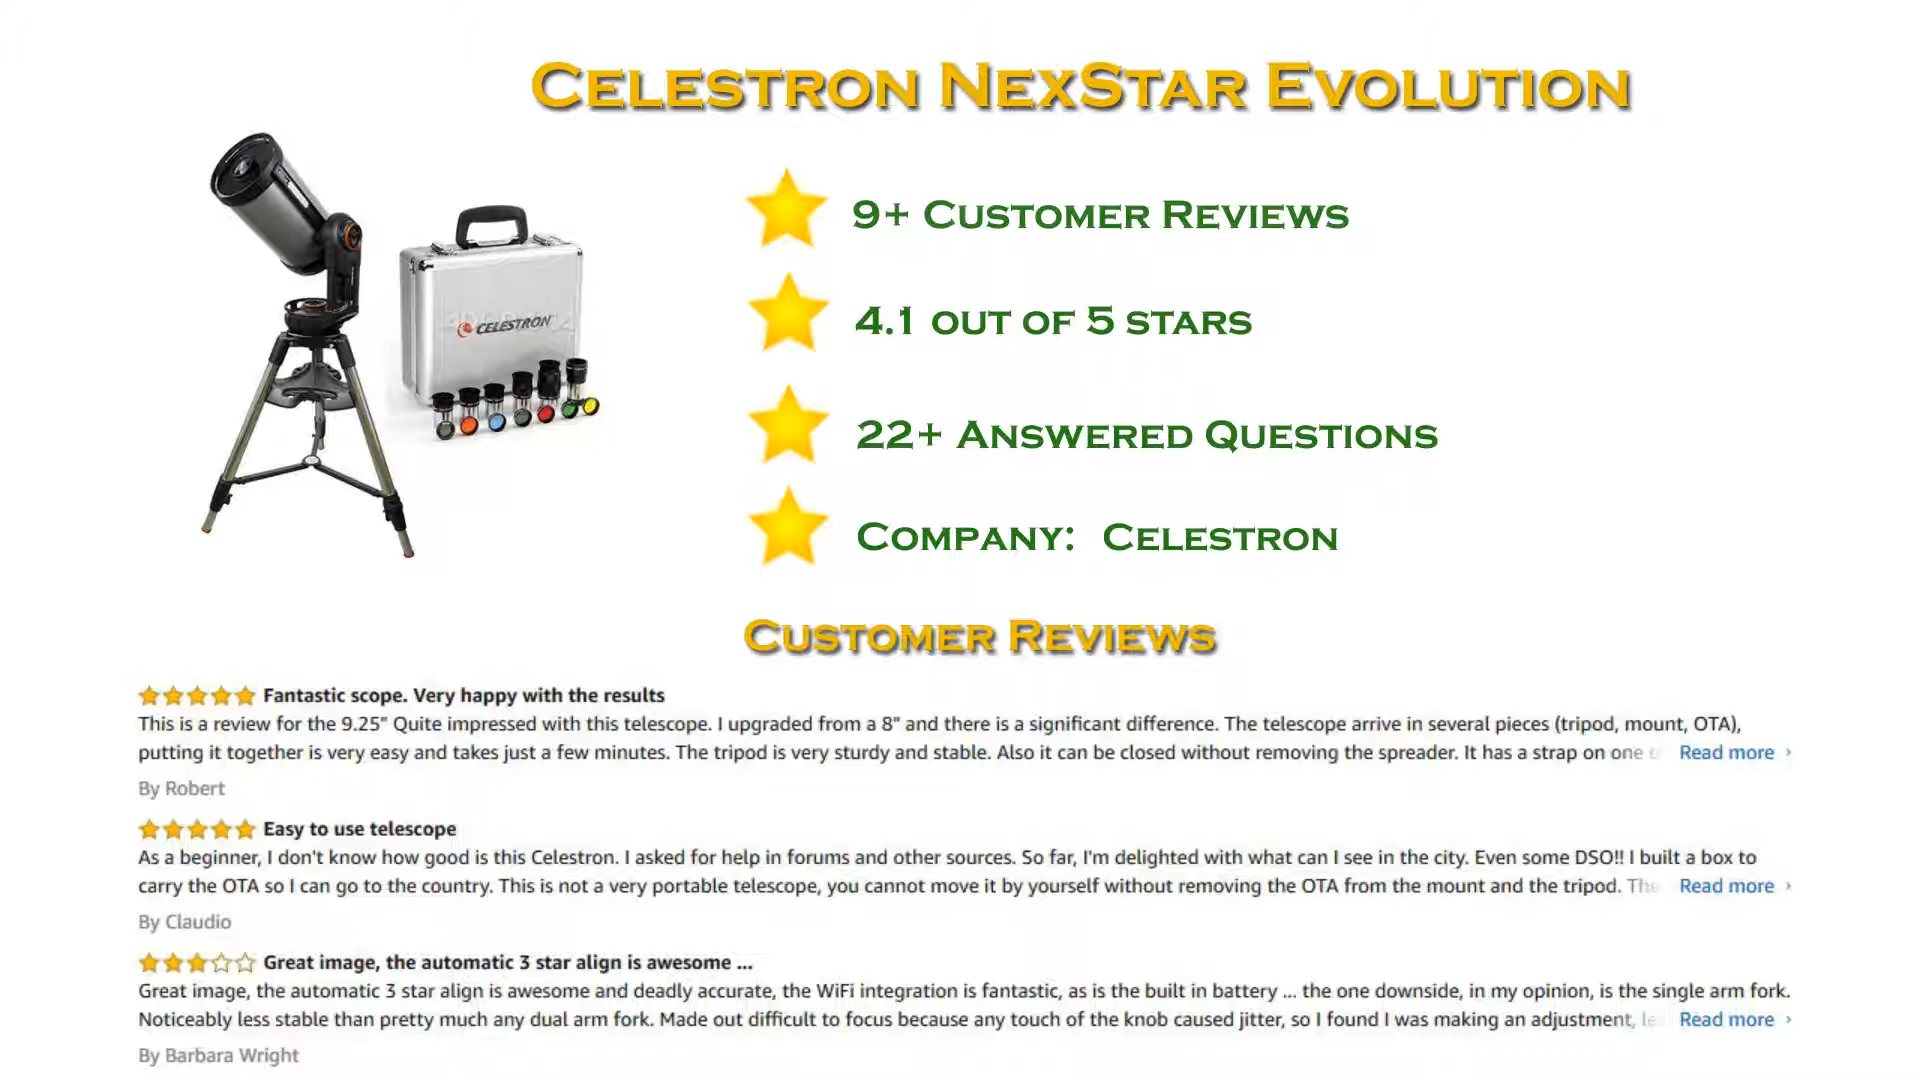 Celestron NexStar Evolution
9+ Customer Reviews
4.1 out of 5 stars
CELESTRON
22+ Answered Questions
Company: Celestron
Customer Reviews
Fantastic scope. Very happy with the results
This is a review for the 9.25" Quite impressed with this telescope. I upgraded from a 8" and there is a significant difference. The telescope arrive in several pieces (tripod, mount, OTA),
putting it together is very easy and takes just a few minutes. The tripod is very sturdy and stable. Also it can be closed without removing the spreader. It has a strap on one Read more ›
By Robert
Easy to use telescope
As a beginner, I don't know how good is this Celestron. I asked for help in forums and other sources. So far, I'm delighted with what can I see in the city. Even some DSO!! I built a box to
carry the OTA so I can go to the country. This is not a very portable telescope, you cannot move it by yourself without removing the OTA from the mount and the tripod. The Read more ›
By Claudio
Great image, the automatic 3 star align is awesome ...
Great image, the automatic 3 star align is awesome and deadly accurate, the WiFi integration is fantastic, as is the built in battery ... the one downside, in my opinion, is the single arm fork.
Noticeably less stable than pretty much any dual arm fork. Made out difficult to focus because any touch of the knob caused jitter, so I found I was making an adjustment, Read more ›
By Barbara Wright